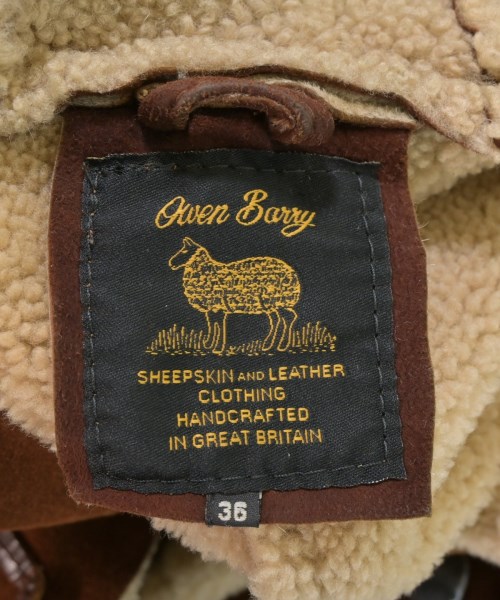 Owen Barry
SHEEPSKIN AND LEATHER
CLOTHING
HANDCRAFTED
IN GREAT BRITAIN
36